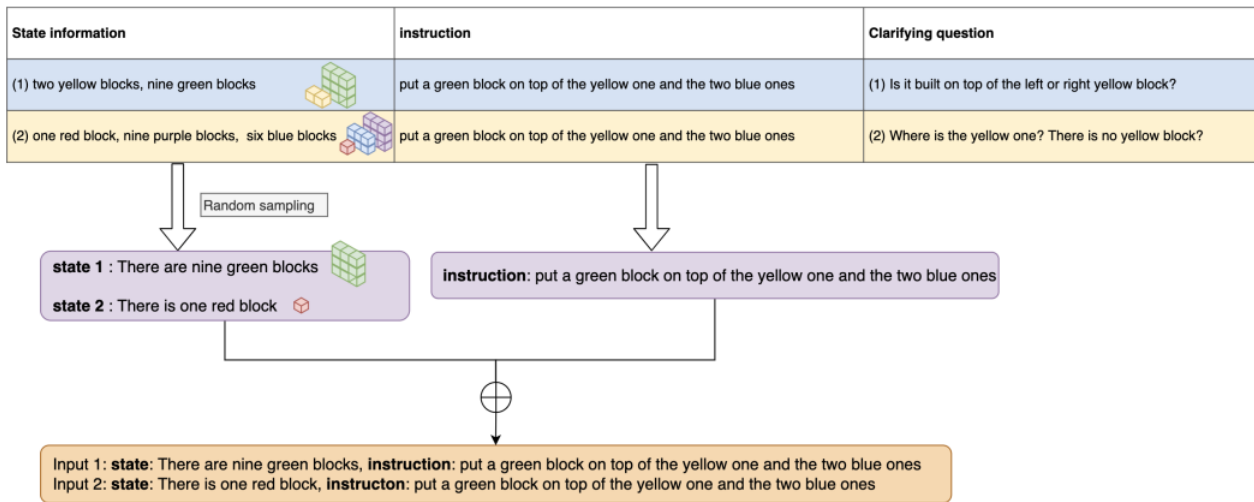 State information
instruction
Clarifying question
(1) two yellow blocks, nine green blocks
put a green block on top of the yellow one and the two blue ones
(1) Is it built on top of the left or right yellow block?
(2) one red block, nine purple blocks, six blue blocks
put a green block on top of the yellow one and the two blue ones
(2) Where is the yellow one? There is no yellow block?
Random sampling
state 1 : There are nine green blocks
state 2 : There is one red block
instruction: put a green block on top of the yellow one and the two blue ones
Input 1: state: There are nine green blocks, instruction: put a green block on top of the yellow one and the two blue ones
Input 2: state: There is one red block, instructon: put a green block on top of the yellow one and the two blue ones